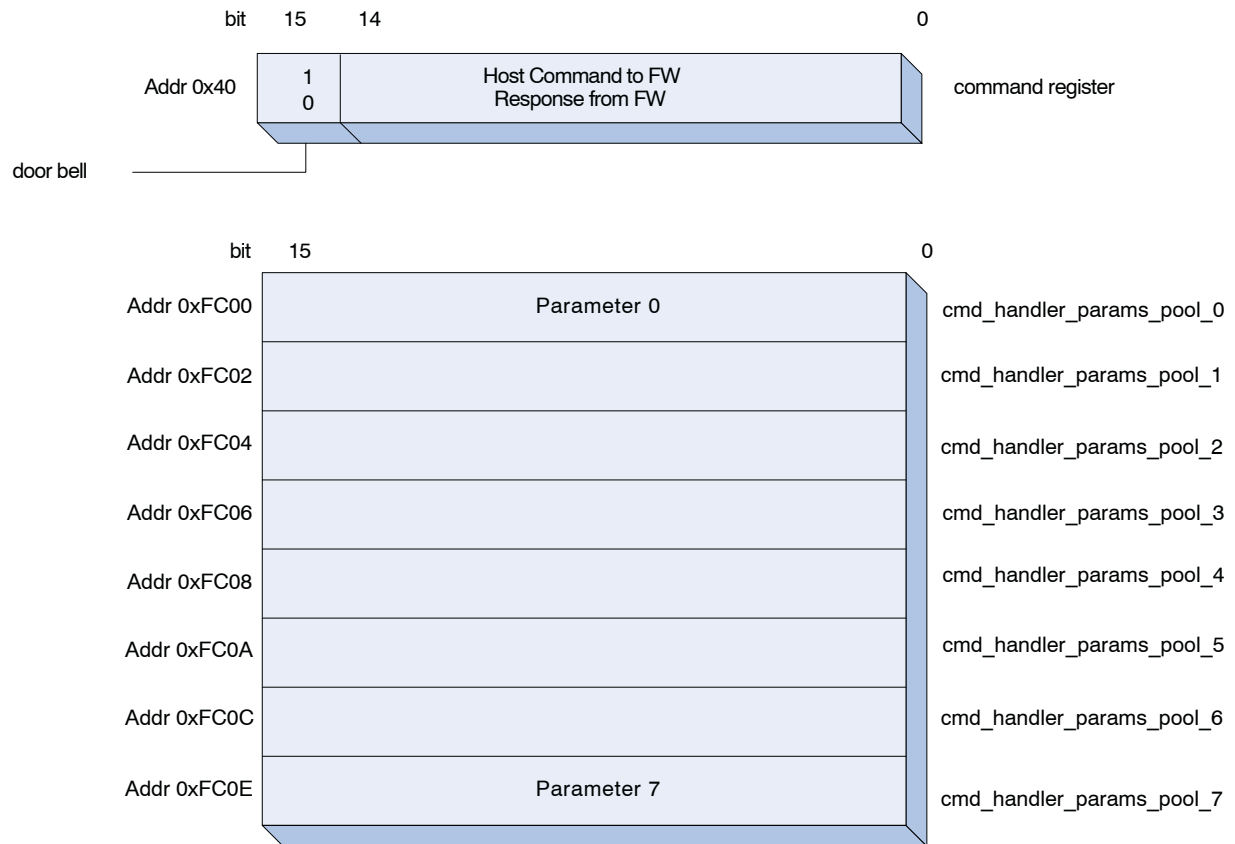 bit 15 14 0
Addr 0x40 1 Host Command to FW command register
0 Response from FW
door bell
bit 15 0
Addr 0xFC00 Parameter 0 cmd_handler_params_pool_0
Addr 0xFC02 cmd_handler_params_pool_1
Addr 0xFC04 cmd_handler_params_pool_2
Addr 0xFC06 cmd_handler_params_pool_3
Addr 0xFC08 cmd_handler_params_pool_4
Addr 0xFC0A cmd_handler_params_pool_5
Addr 0xFC0C cmd_handler_params_pool_6
Addr 0xFC0E Parameter 7 cmd_handler_params_pool_7